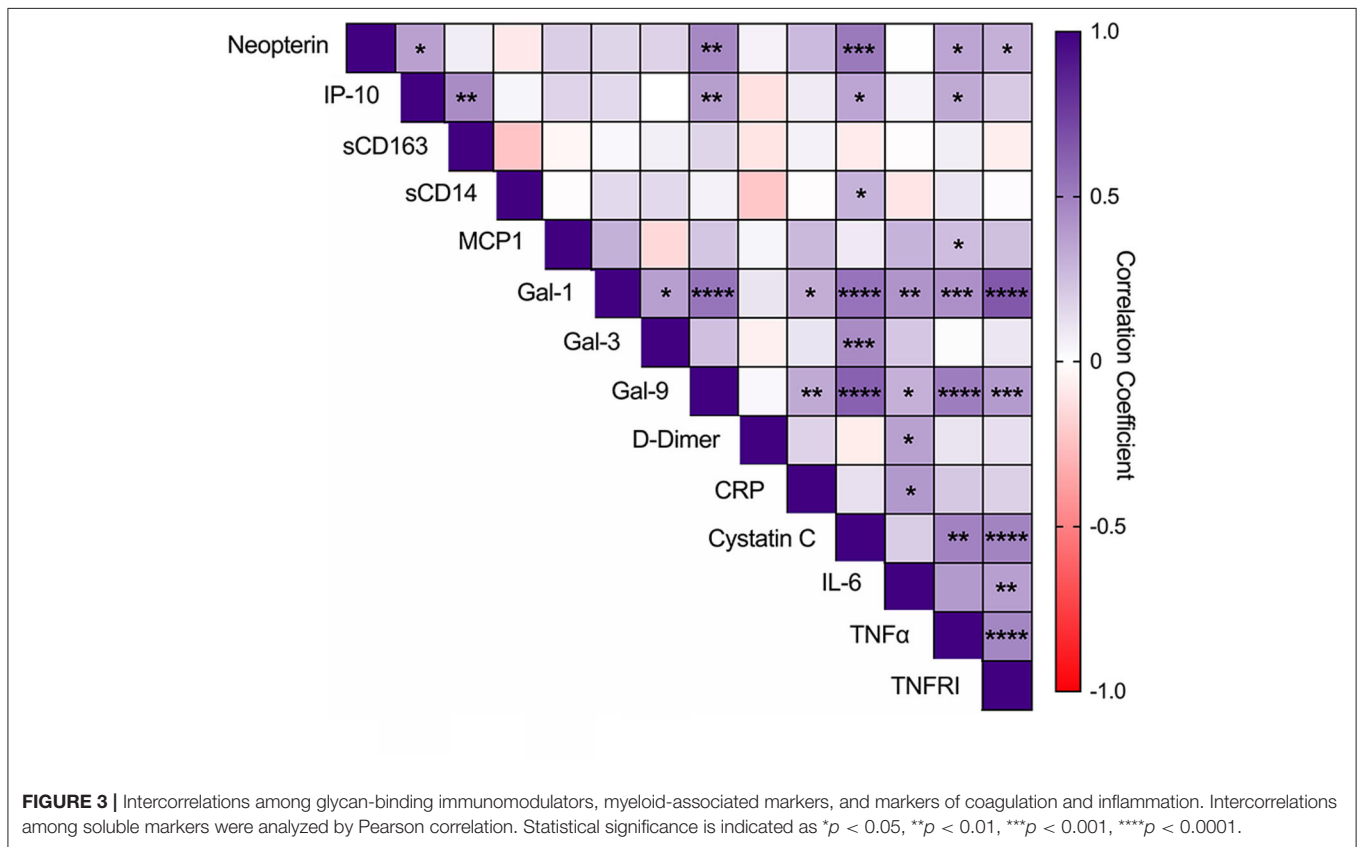 Neopterin * ** *** * * 1.0
IP-10 ** ** * *
sCD163
sCD14 * 0.5
MCP1 *
Gal-1 * **** * **** ** *** ****
Gal-3 *** 0
Gal-9 ** **** * **** ***
D-Dimer *
CRP *
Cystatin C ** **** -0.5
IL-6 **
TNFα ****
TNFRI -1.0
Correlation Coefficient
FIGURE 3 | Intercorrelations among glycan-binding immunomodulators, myeloid-associated markers, and markers of coagulation and inflammation. Intercorrelations
among soluble markers were analyzed by Pearson correlation. Statistical significance is indicated as *p < 0.05, **p < 0.01, ***p < 0.001, ****p < 0.0001.